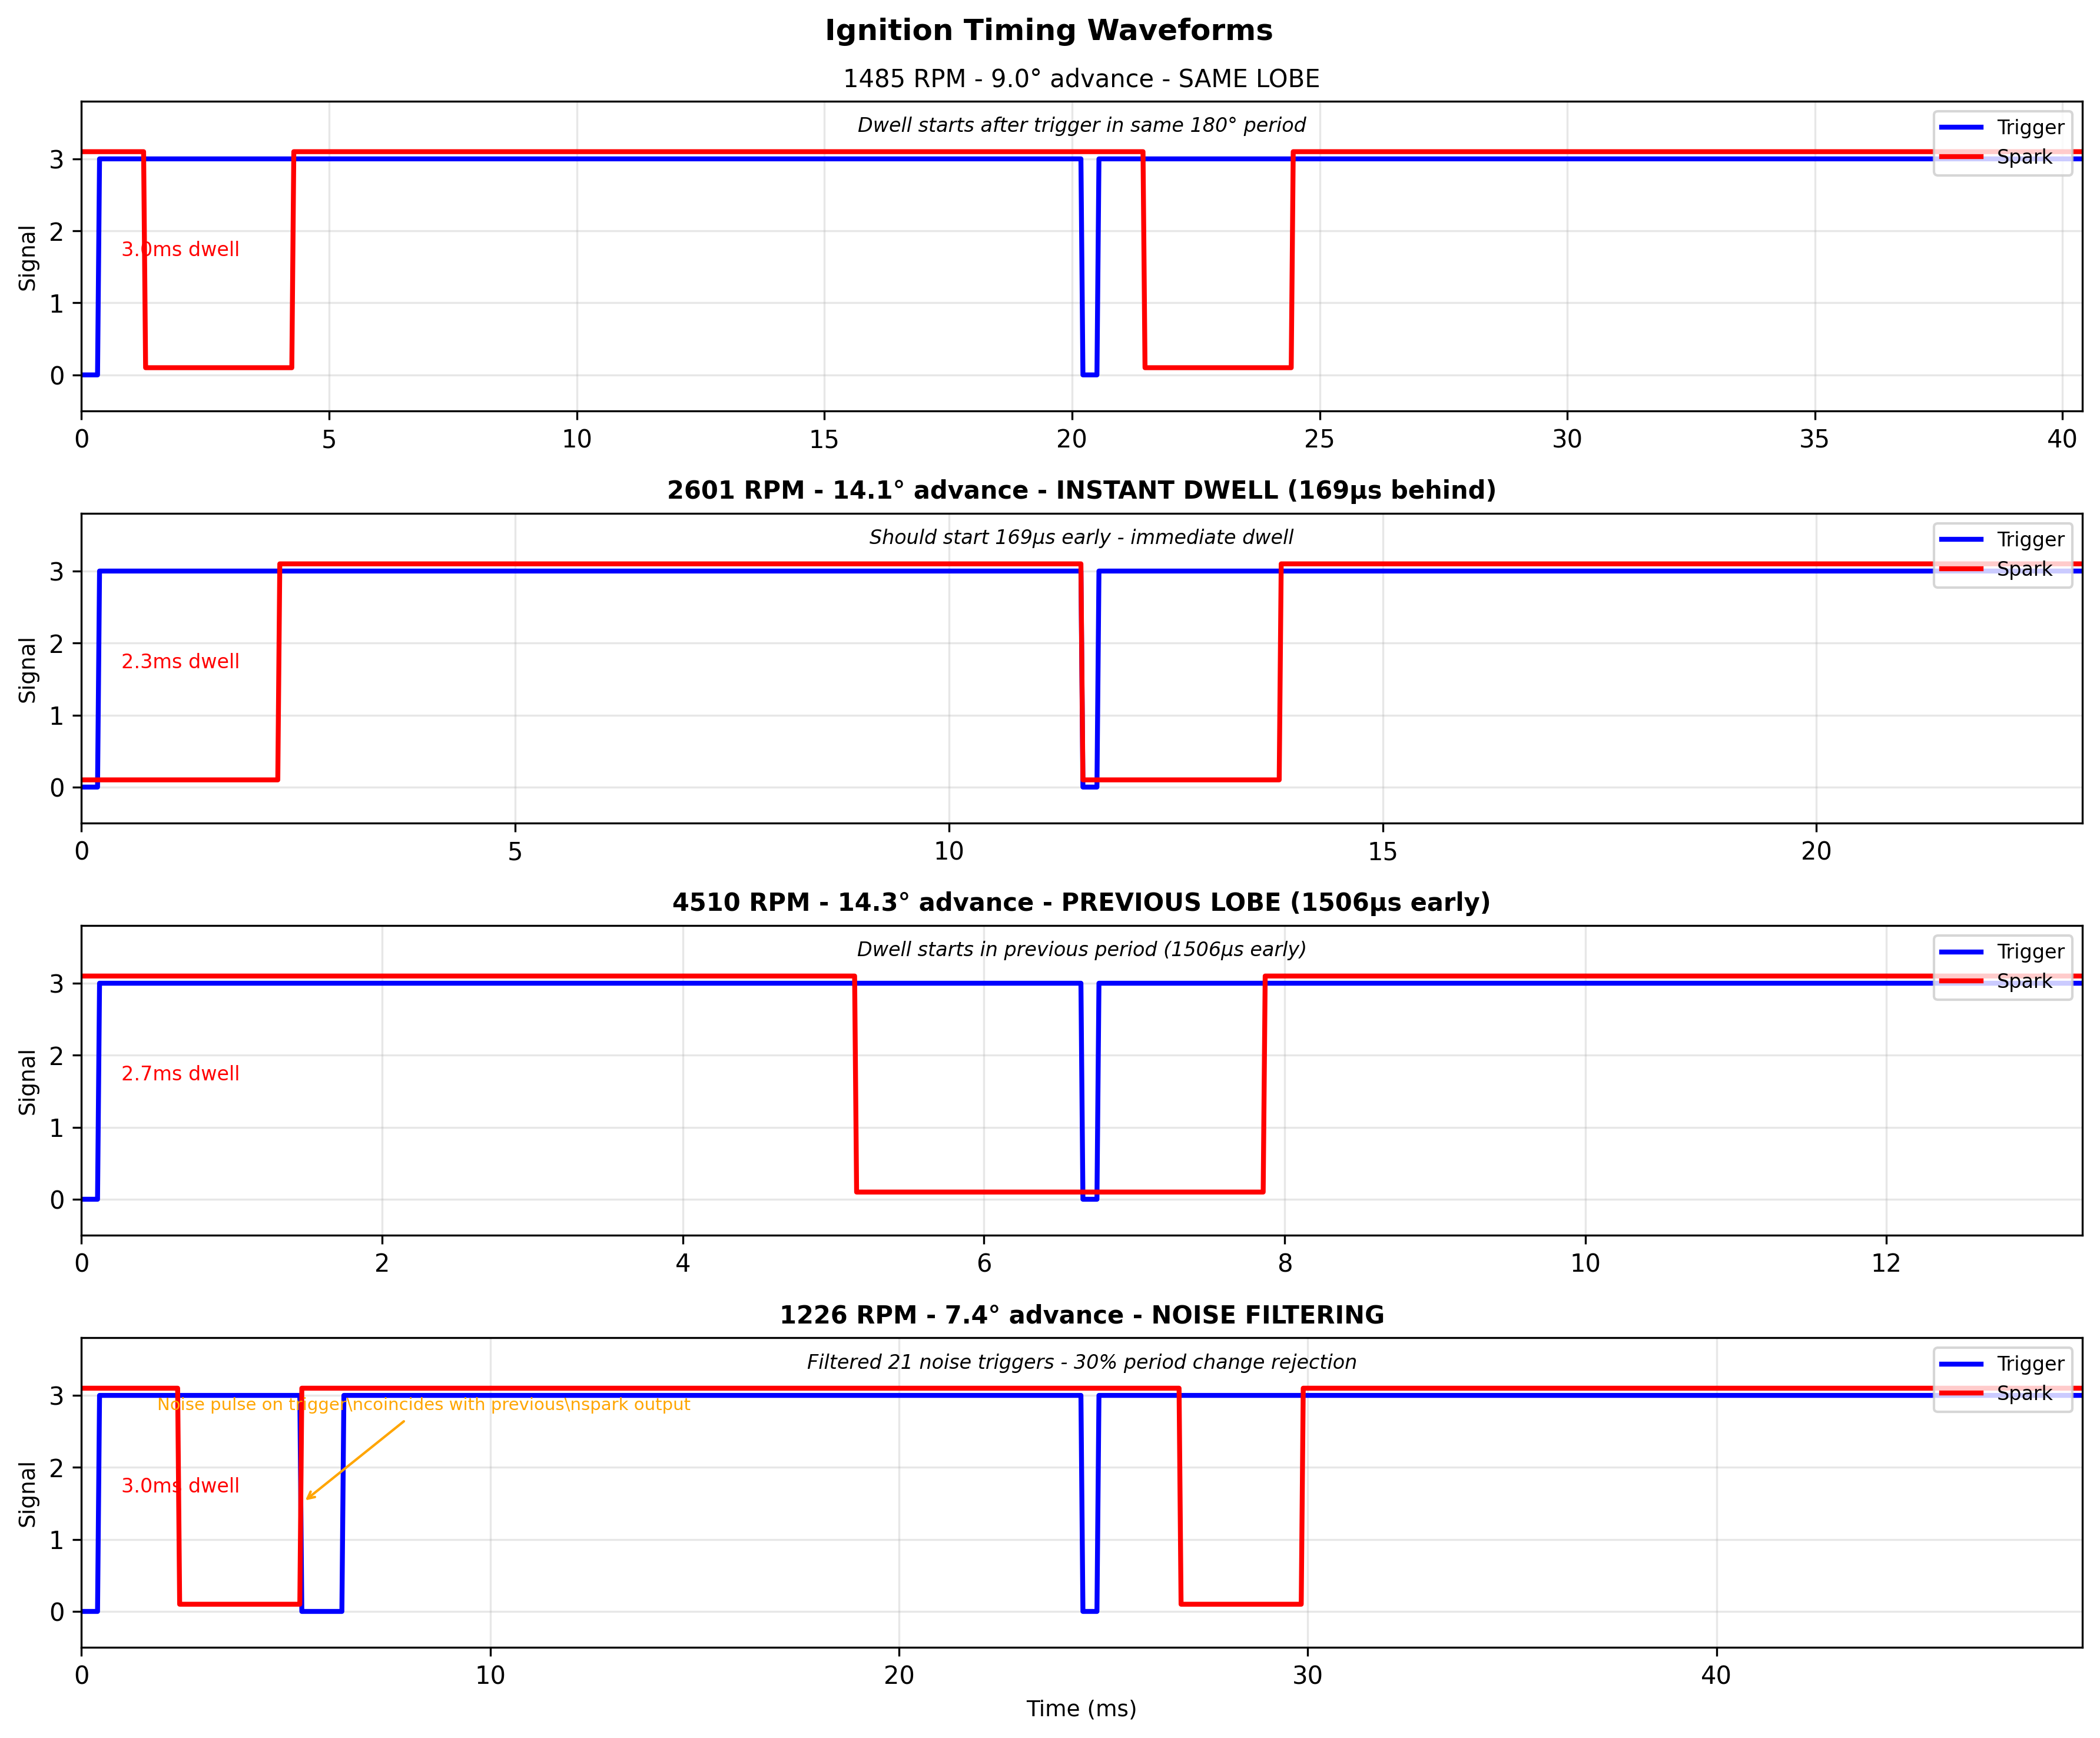 Ignition Timing Waveforms
1485 RPM - 9.0° advance - SAME LOBE
Dwell starts after trigger in same 180° period
Trigger
Spark
3.0ms dwell
Signal
3
2
1
0
0 5 10 15 20 25 30 35 40
2601 RPM - 14.1° advance - INSTANT DWELL (169µs behind)
Should start 169µs early - immediate dwell
Trigger
Spark
2.3ms dwell
Signal
3
2
1
0
0 5 10 15 20
4510 RPM - 14.3° advance - PREVIOUS LOBE (1506µs early)
Dwell starts in previous period (1506µs early)
Trigger
Spark
2.7ms dwell
Signal
3
2
1
0
0 2 4 6 8 10 12
1226 RPM - 7.4° advance - NOISE FILTERING
Filtered 21 noise triggers - 30% period change rejection
Trigger
Spark
Noise pulse on trigger\ncoincides with previous\nspark output
3.0ms dwell
Signal
3
2
1
0
0 10 20 30 40
Time (ms)